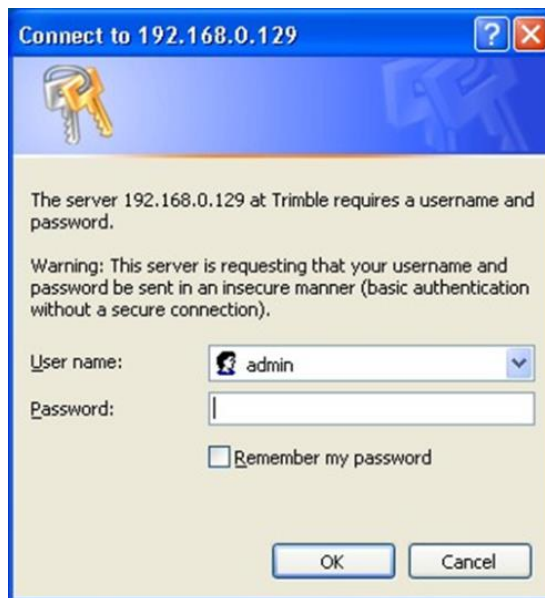 Connect to 192.168.0.129
The server 192.168.0.129 at Trimble requires a username and
password.
Warning: This server is requesting that your username and
password be sent in an insecure manner (basic authentication
without a secure connection).
User name:
admin
Password:
Remember my password
OK
Cancel